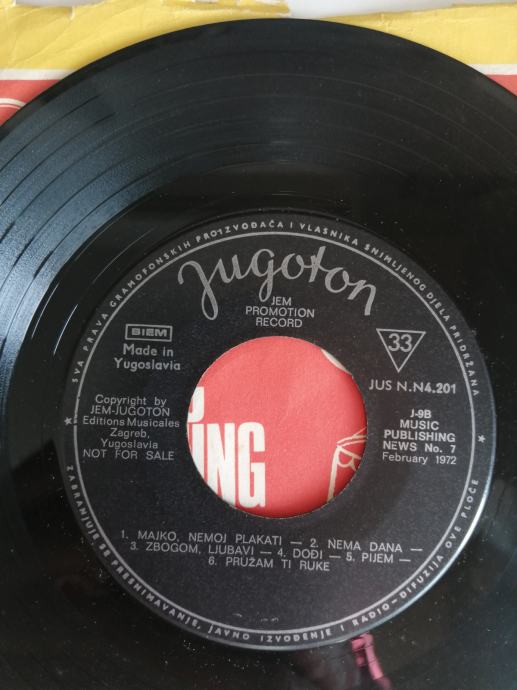 SVA PRAVA GRAMOFONSKIH PROIZVOĐAČA I VLASNIKA SNIMLJENOG DJELA PRIDRŽANA
Jugoton
JEM
PROMOTION
RECORD
BIEM
Made in
Yugoslavia
33
JUS N.N4.201
Copyright by
JEM-JUGOTON
Editions Musicales
Zagreb,
Yugoslavia
NOT FOR SALE
J-9B
MUSIC
PUBLISHING
NEWS No. 7
February 1972
UNG
1. MAJKO, NEMOJ PLAKATI — 2. NEMA DANA —
3. ZBOGOM, LJUBAVI — 4. DOĐI — 5. PIJEM —
6. PRUŽAM TI RUKE
ZABRANJUJE SE PRESNIMAVANJE, JAVNO IZVOĐENJE I RADIO-DIFUZIJA OVE PLOČE